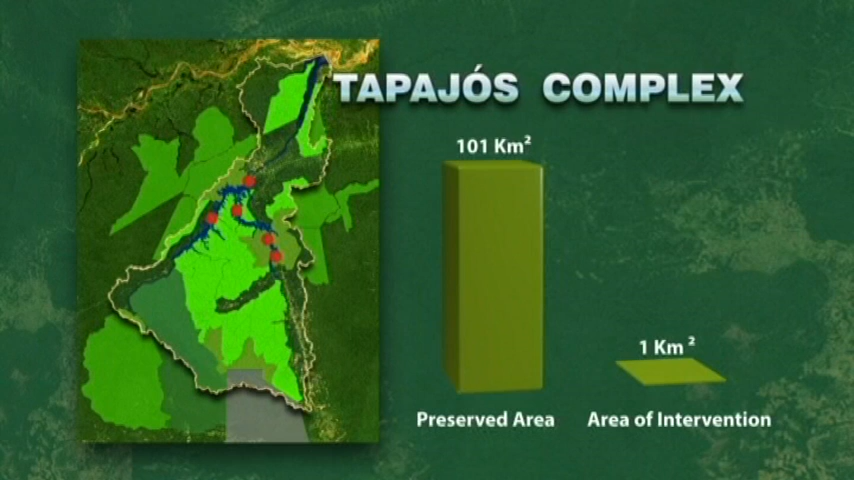 TAPAJÓS COMPLEX
101 Km²
1 Km²
Preserved Area
Area of Intervention